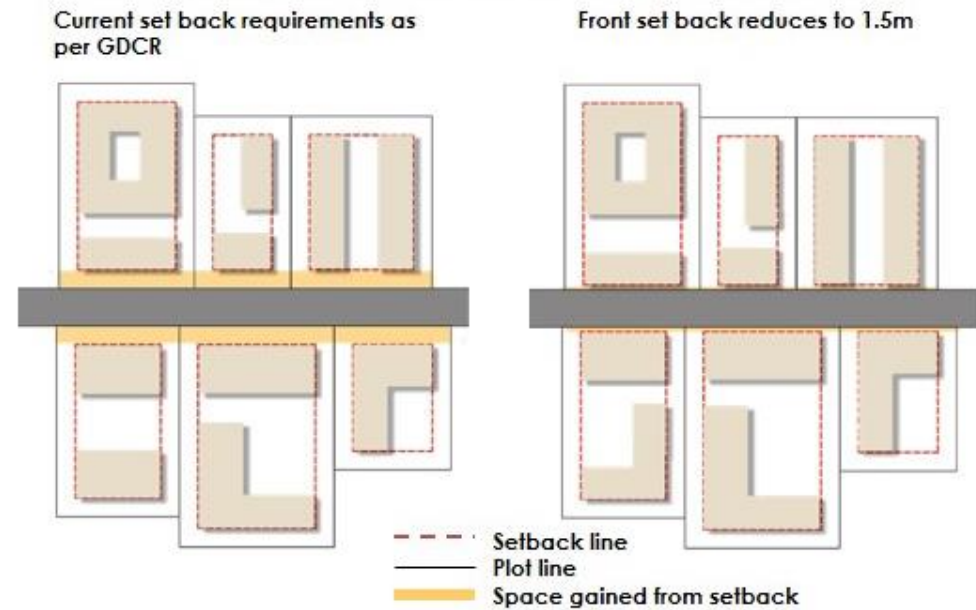 Current set back requirements as
per GDCR
Front set back reduces to 1.5m
Setback line
Plot line
Space gained from setback